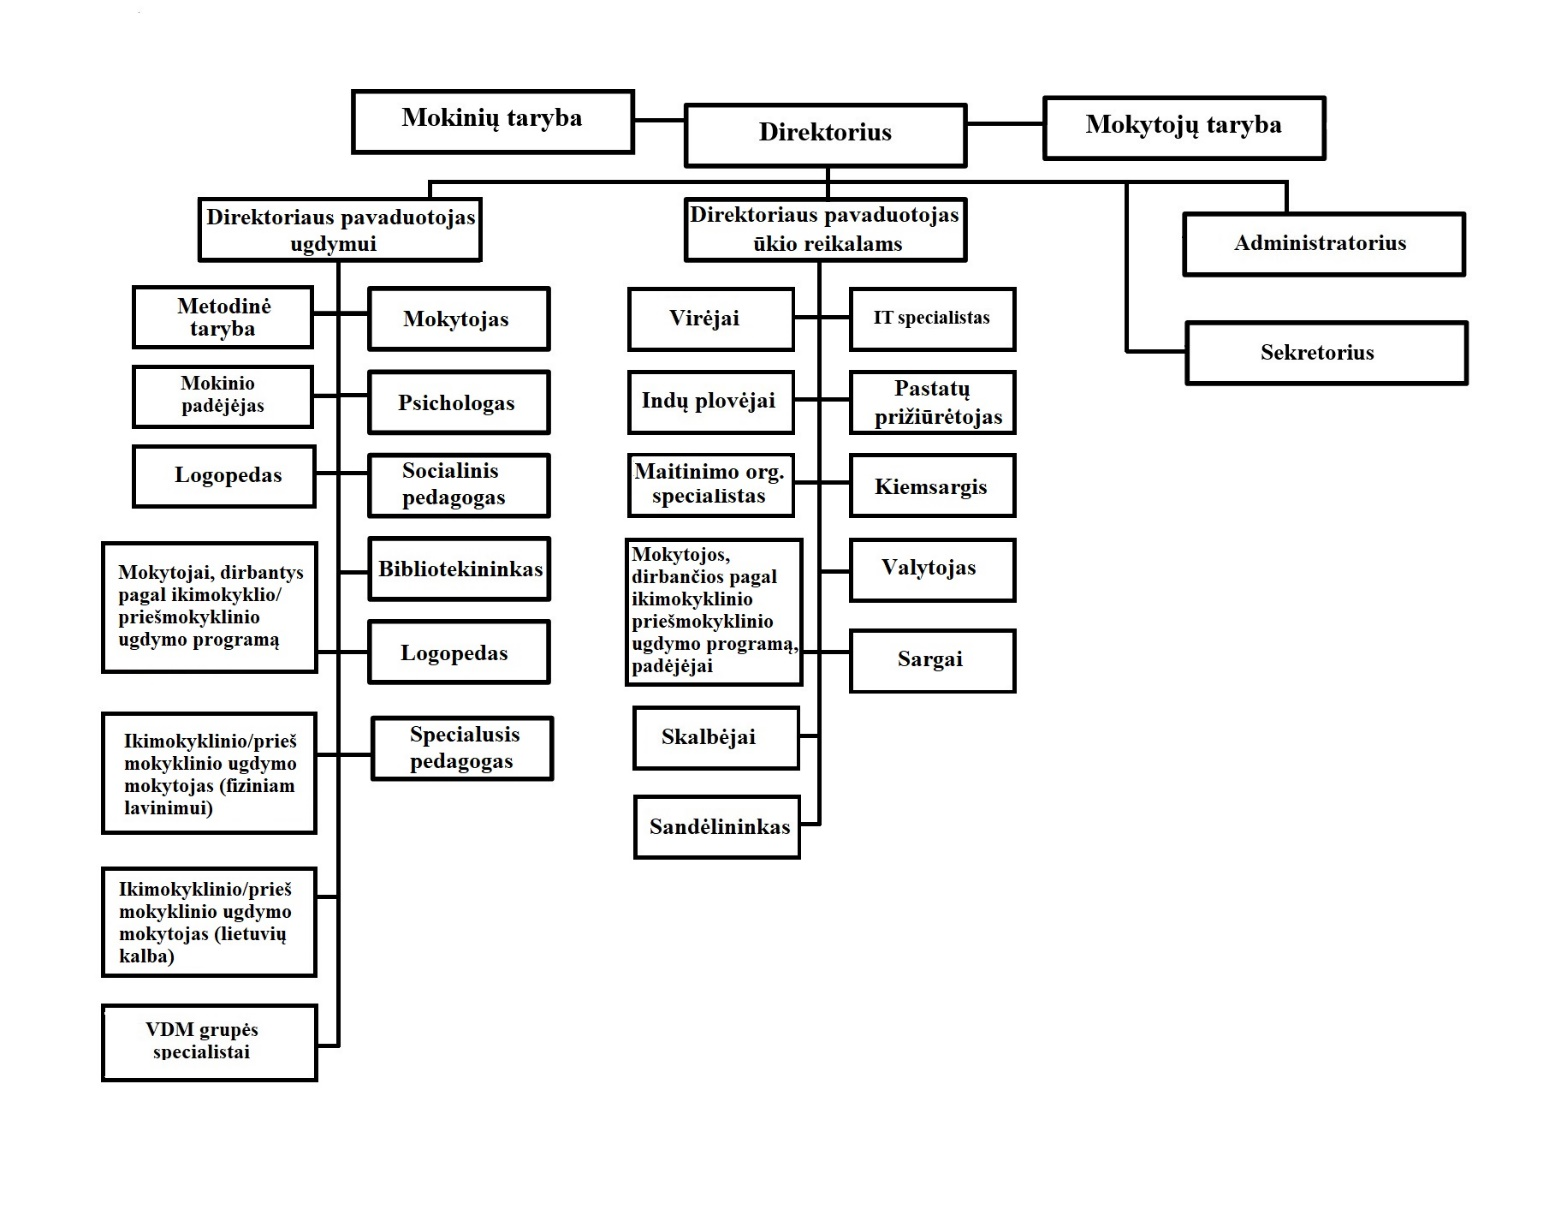 Mokinių taryba
Direktorius
Mokytojų taryba
Direktoriaus pavaduotojas
ugdymui
Direktoriaus pavaduotojas
ūkio reikalams
Administratorius
Sekretorius
Metodinė
taryba
Mokytojas
Mokinio
padėjėjas
Psichologas
Logopedas
Socialinis
pedagogas
Mokytojai, dirbantys
pagal ikimokyklio/
priešmokyklinio
ugdymo programą
Bibliotekininkas
Logopedas
Ikimokyklinio/prieš
mokyklinio ugdymo
mokytojas (fiziniam
lavinimui)
Specialusis
pedagogas
Ikimokyklinio/prieš
mokyklinio ugdymo
mokytojas (lietuvių
kalba)
VDM grupės
specialistai
Virėjai
IT specialistas
Indų plovėjai
Pastatų
prižiūrėtojas
Maitinimo org.
specialistas
Kiemsargis
Mokytojos,
dirbančios pagal
ikimokyklinio
priešmokyklinio
ugdymo programą,
padėjėjai
Valytojas
Sargai
Skalbėjai
Sandėlininkas